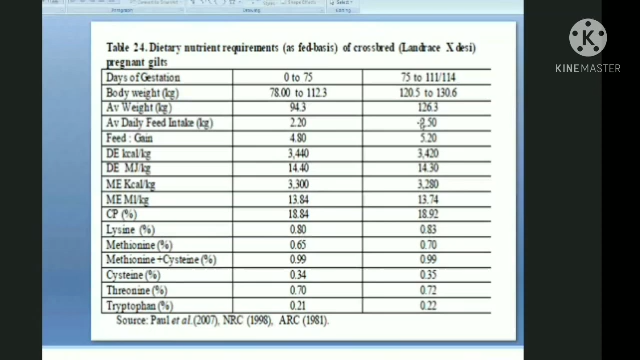 Table 24. Dietary nutrient requirements (as fed-basis) of crossbred (Landrace X desi)
pregnant gilts
Days of Gestation 0 to 75 75 to 111/114
Body weight (kg) 78.00 to 112.3 120.5 to 130.6
Av Weight (kg) 94.3 126.3
Av Daily Feed Intake (kg) 2.20 2.50
Feed : Gain 4.80 5.20
DE kcal/kg 3,440 3,420
DE MJ/kg 14.40 14.30
ME Kcal/kg 3,300 3,280
ME MJ/kg 13.84 13.74
CP (%) 18.84 18.92
Lysine (%) 0.80 0.83
Methionine (%) 0.65 0.70
Methionine +Cysteine (%) 0.99 0.99
Cysteine (%) 0.34 0.35
Threonine (%) 0.70 0.72
Tryptophan (%) 0.21 0.22
Source: Paul et al.(2007), NRC (1998), ARC (1981).
KINEMASTER